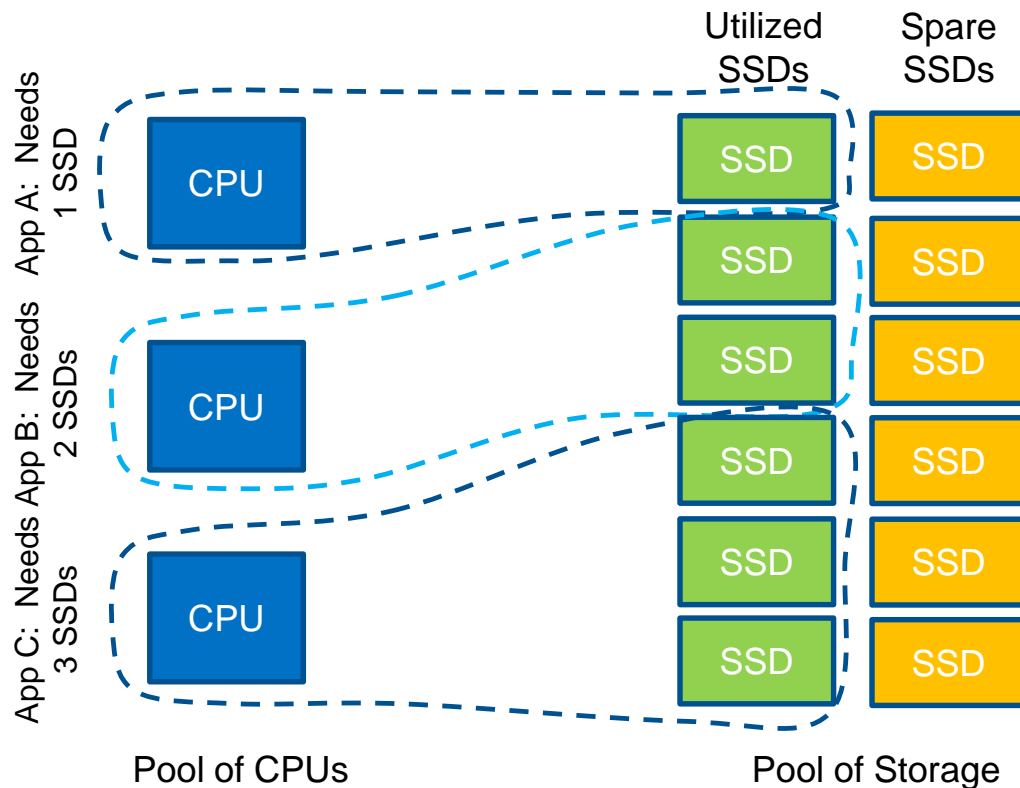 Utilized
SSDs
Spare
SSDs
App A:  Needs
1 SSD
CPU
SSD
SSD
SSD
SSD
App B:  Needs
2 SSDs
CPU
SSD
SSD
SSD
SSD
App C:  Needs
3 SSDs
CPU
SSD
SSD
SSD
SSD
Pool of CPUs
Pool of Storage